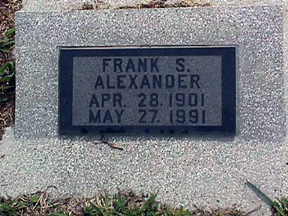 FRANK S.
ALEXANDER
APR. 28. 1901
MAY 27. 1991